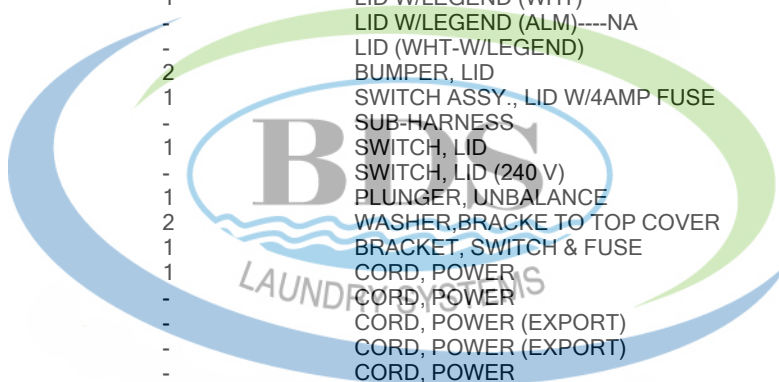 1 LID W/LEGEND (WHT)
- LID W/LEGEND (ALM)----NA
- LID (WHT-W/LEGEND)
2 BUMPER, LID
1 SWITCH ASSY., LID W/4AMP FUSE
- SUB-HARNESS
1 SWITCH, LID
- SWITCH, LID (240 V)
1 PLUNGER, UNBALANCE
2 WASHER,BRACKE TO TOP COVER
1 BRACKET, SWITCH & FUSE
1 CORD, POWER
- CORD, POWER
- CORD, POWER (EXPORT)
- CORD, POWER (EXPORT)
- CORD, POWER
BDS
LAUNDRY SYSTEMS